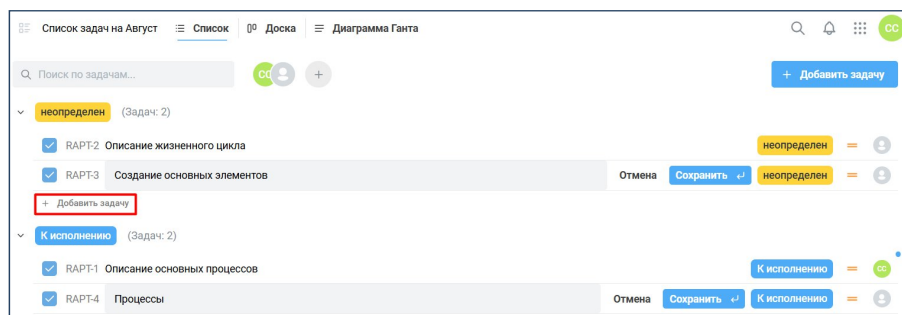 Список задач на Август Список Доска Диаграмма Ганта CC
Поиск по задачам... CC + + Добавить задачу
неопределен (Задач: 2)
RAPT-2 Описание жизненного цикла неопределен
RAPT-3 Создание основных элементов Отмена Сохранить ↵ неопределен
+ Добавить задачу
К исполнению (Задач: 2)
RAPT-1 Описание основных процессов К исполнению CC
RAPT-4 Процессы Отмена Сохранить ↵ К исполнению